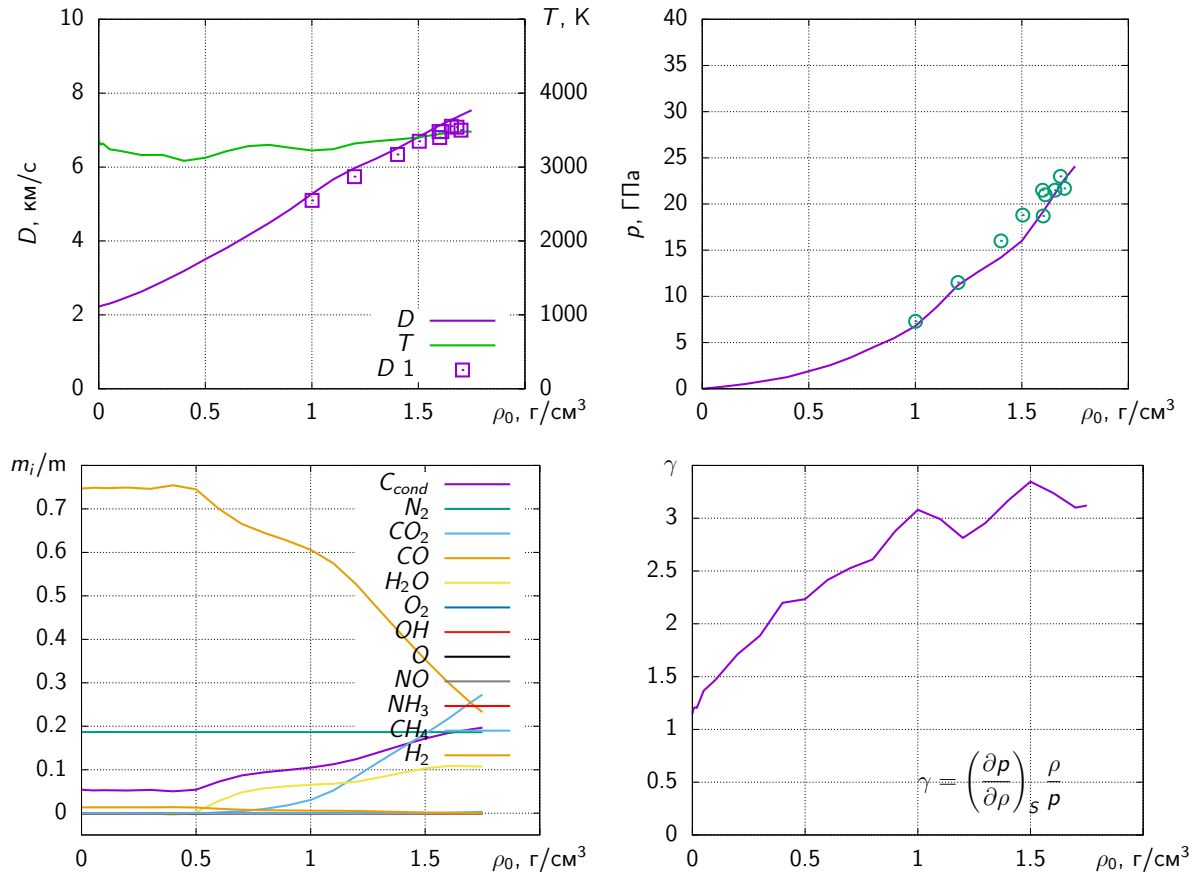 10
8
6
4
2
0
D, км/с
T, K
4000
3000
2000
1000
0
D
T
D 1
0
0.5
1
1.5
ρ₀, г/см³
40
35
30
25
20
15
10
5
0
p, ГПа
0
0.5
1
1.5
ρ₀, г/см³
mᵢ/m
0.7
0.6
0.5
0.4
0.3
0.2
0.1
0
C_cond
N₂
CO₂
CO
H₂O
O₂
OH
O
NO
NH₃
CH₄
H₂
0
0.5
1
1.5
ρ₀, г/см³
γ
3
2.5
2
1.5
1
0.5
0
γ = (∂p/∂ρ)_S ρ/p
0
0.5
1
1.5
ρ₀, г/см³